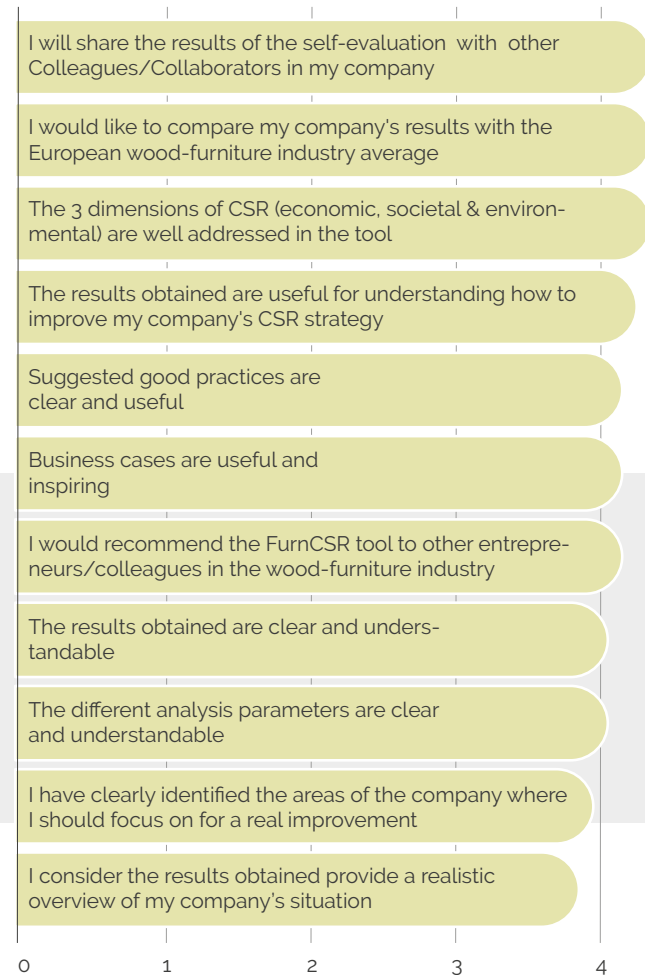 I will share the results of the self-evaluation with other
Colleagues/Collaborators in my company
I would like to compare my company's results with the
European wood-furniture industry average
The 3 dimensions of CSR (economic, societal & environ-
mental) are well addressed in the tool
The results obtained are useful for understanding how to
improve my company's CSR strategy
Suggested good practices are
clear and useful
Business cases are useful and
inspiring
I would recommend the FurnCSR tool to other entrepre-
neurs/colleagues in the wood-furniture industry
The results obtained are clear and unders-
tandable
The different analysis parameters are clear
and understandable
I have clearly identified the areas of the company where
I should focus on for a real improvement
I consider the results obtained provide a realistic
overview of my company’s situation
0 1 2 3 4